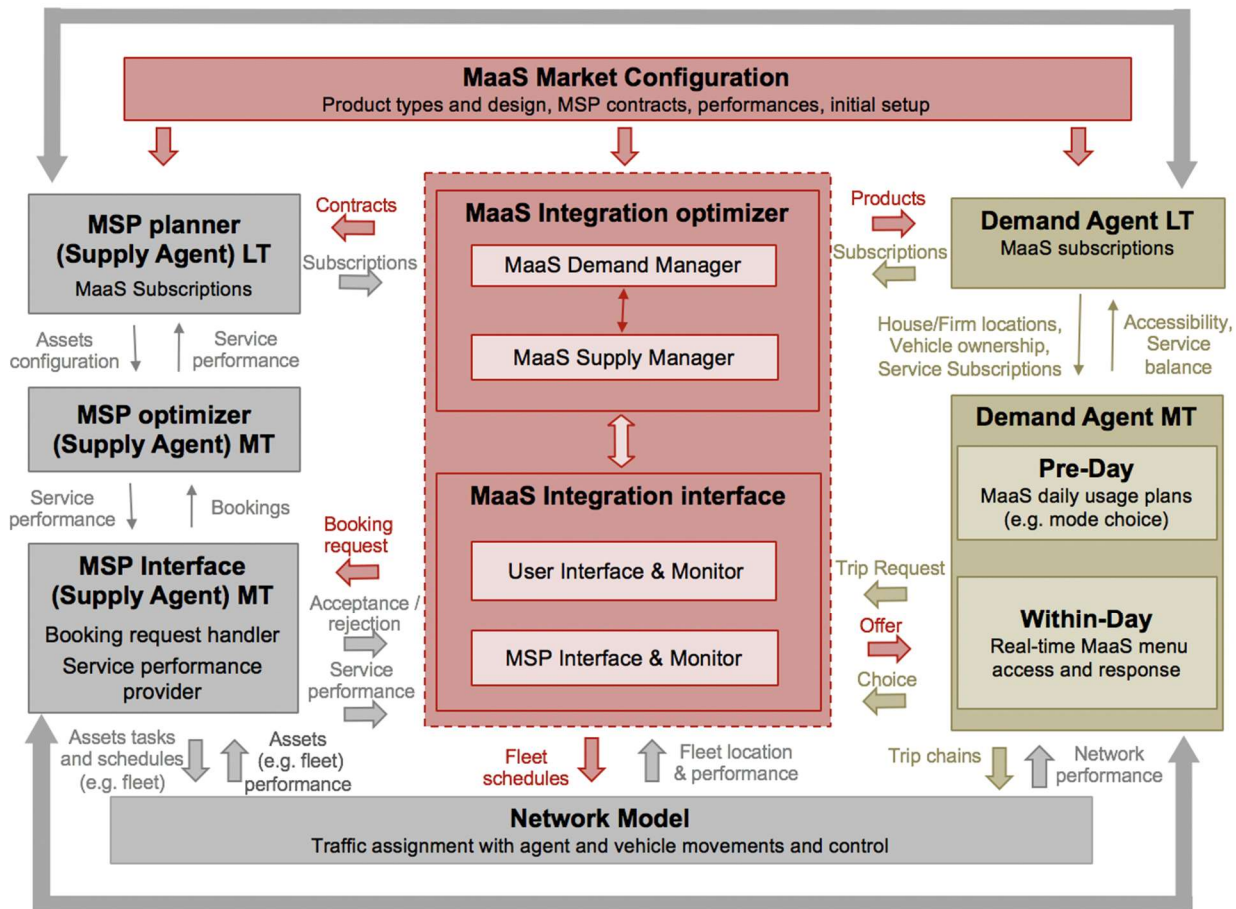 MaaS Market Configuration
Product types and design, MSP contracts, performances, initial setup
MSP planner
(Supply Agent) LT
MaaS Subscriptions
Contracts
Subscriptions
MaaS Integration optimizer
MaaS Demand Manager
MaaS Supply Manager
Products
Subscriptions
Demand Agent LT
MaaS subscriptions
Assets
configuration
Service
performance
House/Firm locations,
Vehicle ownership,
Service Subscriptions
Accessibility,
Service
balance
MSP optimizer
(Supply Agent) MT
Service
performance
Bookings
Demand Agent MT
Pre-Day
MaaS daily usage plans
(e.g. mode choice)
MSP Interface
(Supply Agent) MT
Booking request handler
Service performance
provider
Booking
request
Acceptance /
rejection
Service
performance
MaaS Integration interface
User Interface & Monitor
MSP Interface & Monitor
Trip Request
Offer
Choice
Within-Day
Real-time MaaS menu
access and response
Assets tasks
and schedules
(e.g. fleet)
Assets
(e.g. fleet)
performance
Fleet
schedules
Fleet location
& performance
Trip chains
Network
performance
Network Model
Traffic assignment with agent and vehicle movements and control